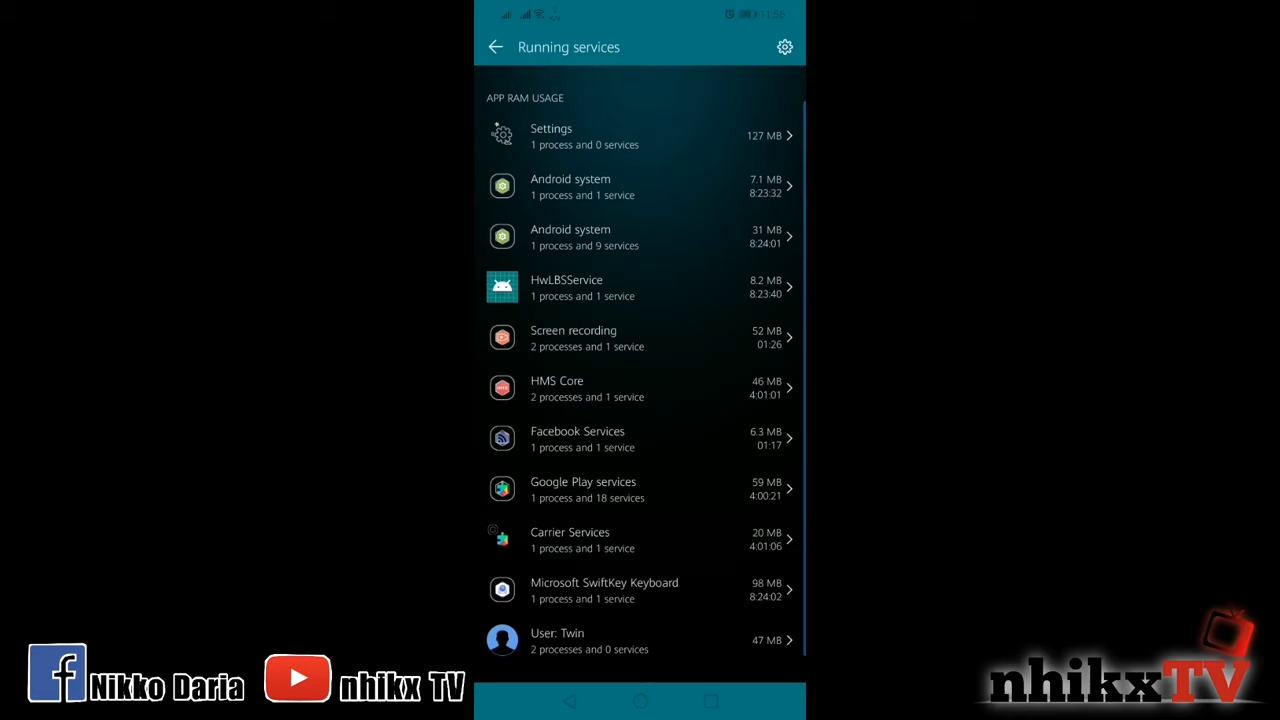 11:56
Running services
APP RAM USAGE
Settings
1 process and 0 services
127 MB
Android system
1 process and 1 service
7.1 MB
8:23:32
Android system
1 process and 9 services
31 MB
8:24:01
HwLBSService
1 process and 1 service
8.2 MB
8:23:40
Screen recording
2 processes and 1 service
52 MB
01:26
HMS Core
2 processes and 1 service
46 MB
4:01:01
Facebook Services
1 process and 1 service
6.3 MB
01:17
Google Play services
1 process and 18 services
59 MB
4:00:21
Carrier Services
1 process and 1 service
20 MB
4:01:06
Microsoft SwiftKey Keyboard
1 process and 1 service
98 MB
8:24:02
User: Twin
2 processes and 0 services
47 MB
f Nikko Daria
nhikx TV
nhikxTV